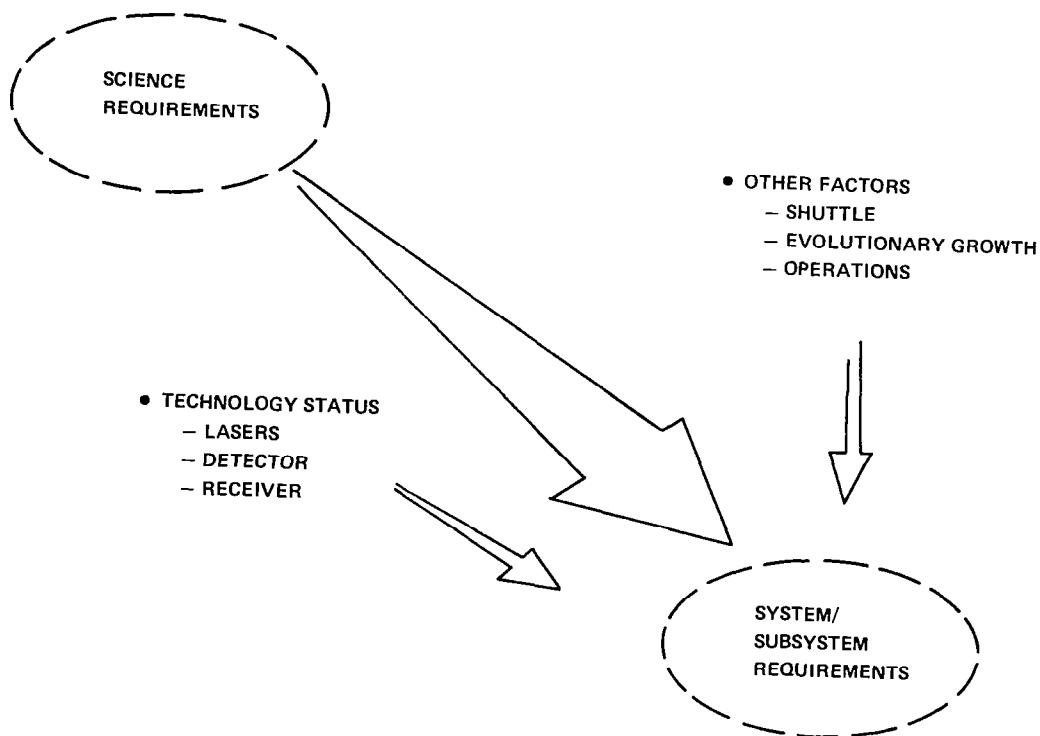 SCIENCE
REQUIREMENTS
• OTHER FACTORS
– SHUTTLE
– EVOLUTIONARY GROWTH
– OPERATIONS
• TECHNOLOGY STATUS
– LASERS
– DETECTOR
– RECEIVER
SYSTEM/
SUBSYSTEM
REQUIREMENTS